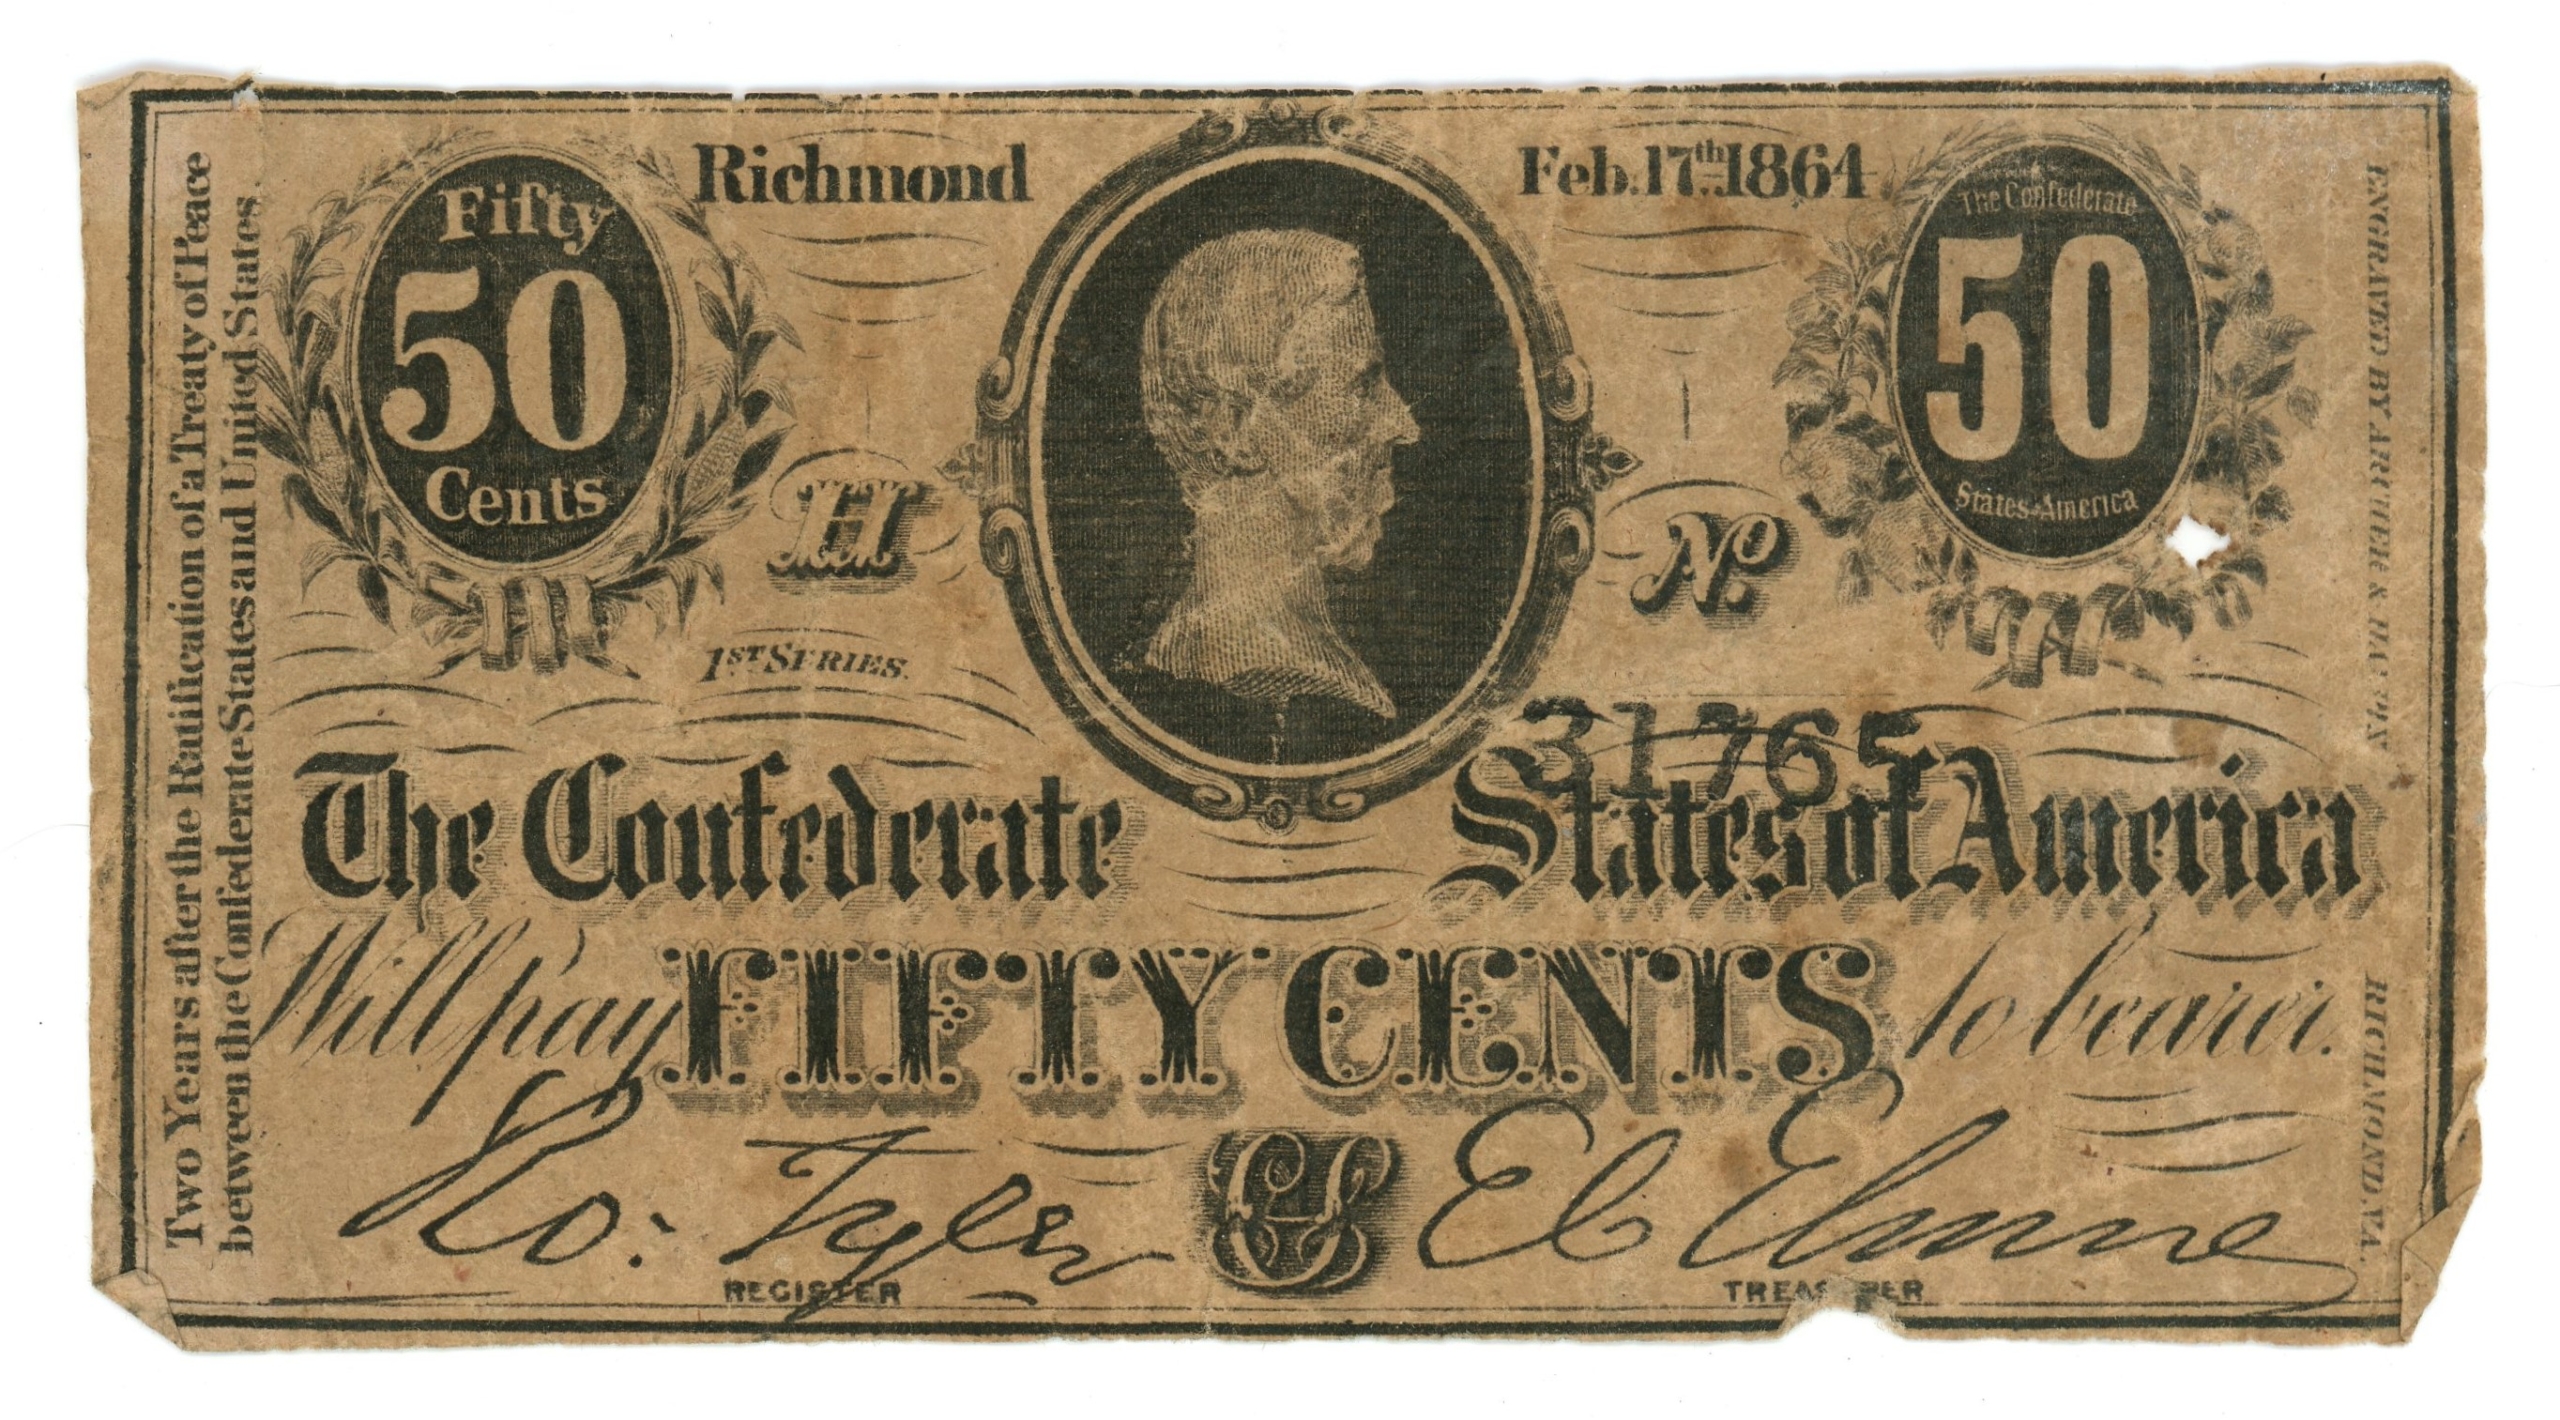 Two Years after the Ratification of a Treaty of Peace
between the Confederate States and United States.
Fifty
50
Cents
Richmond
Feb. 17th 1864
The Confederate
50
States-America
H
No.
1ST SERIES.
31765
The Confederate States of America
Will pay FIFTY CENTS to bearer.
Ro: Tyler
REGISTER
CS
EC Elmore
TREASURER
ENGRAVED BY ARCHER & HALPIN
RICHMOND, VA.